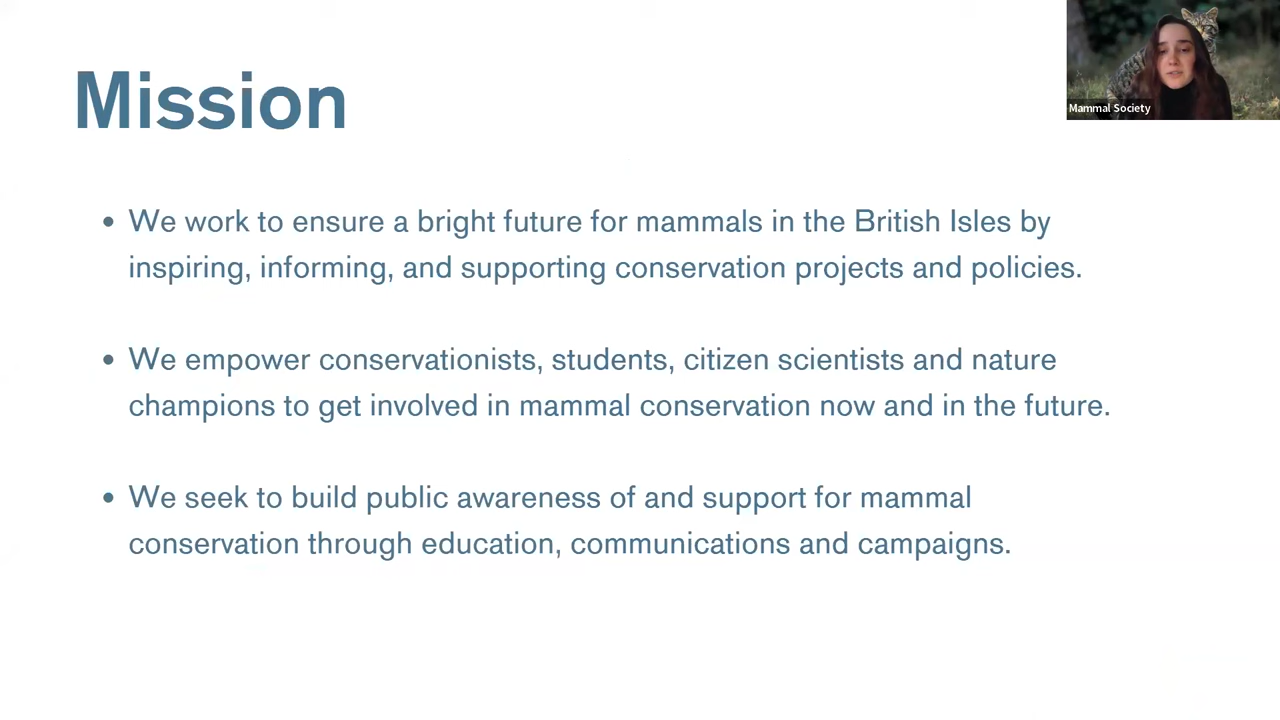 Mission
Mammal Society
• We work to ensure a bright future for mammals in the British Isles by
inspiring, informing, and supporting conservation projects and policies.
• We empower conservationists, students, citizen scientists and nature
champions to get involved in mammal conservation now and in the future.
• We seek to build public awareness of and support for mammal
conservation through education, communications and campaigns.